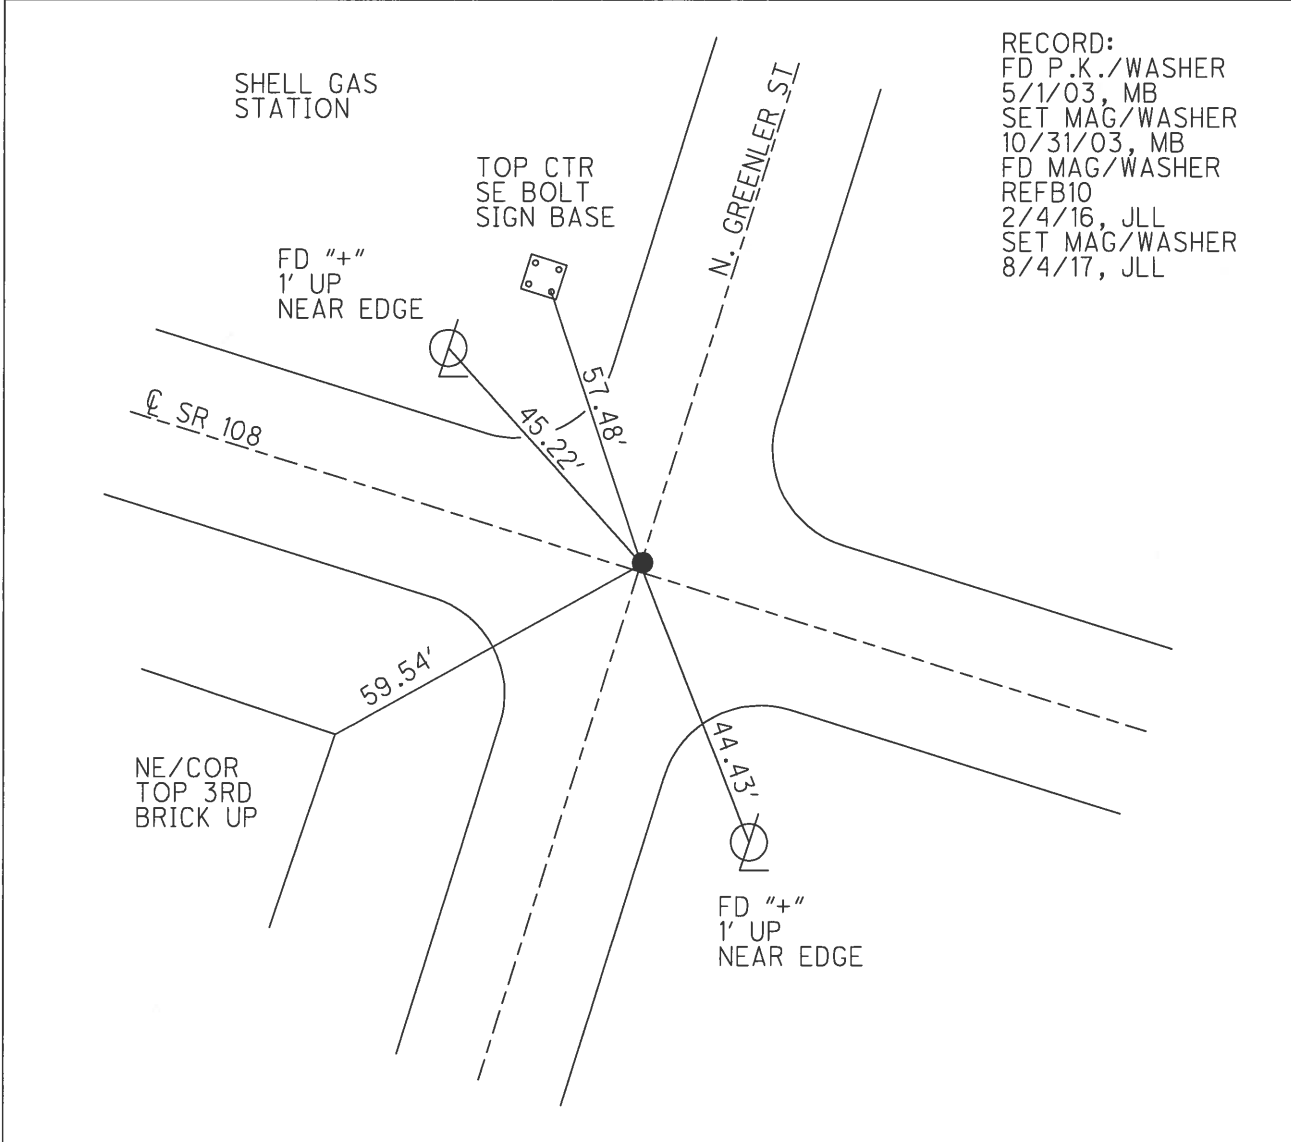 SHELL GAS
STATION
RECORD:
FD P.K./WASHER
5/1/03, MB
SET MAG/WASHER
10/31/03, MB
FD MAG/WASHER
REFB10
2/4/16, JLL
SET MAG/WASHER
8/4/17, JLL
N. GREENLER ST
TOP CTR
SE BOLT
SIGN BASE
FD "+"
1' UP
NEAR EDGE
℄ SR 108
57.48'
45.22'
59.54'
44.43'
NE/COR
TOP 3RD
BRICK UP
FD "+"
1' UP
NEAR EDGE